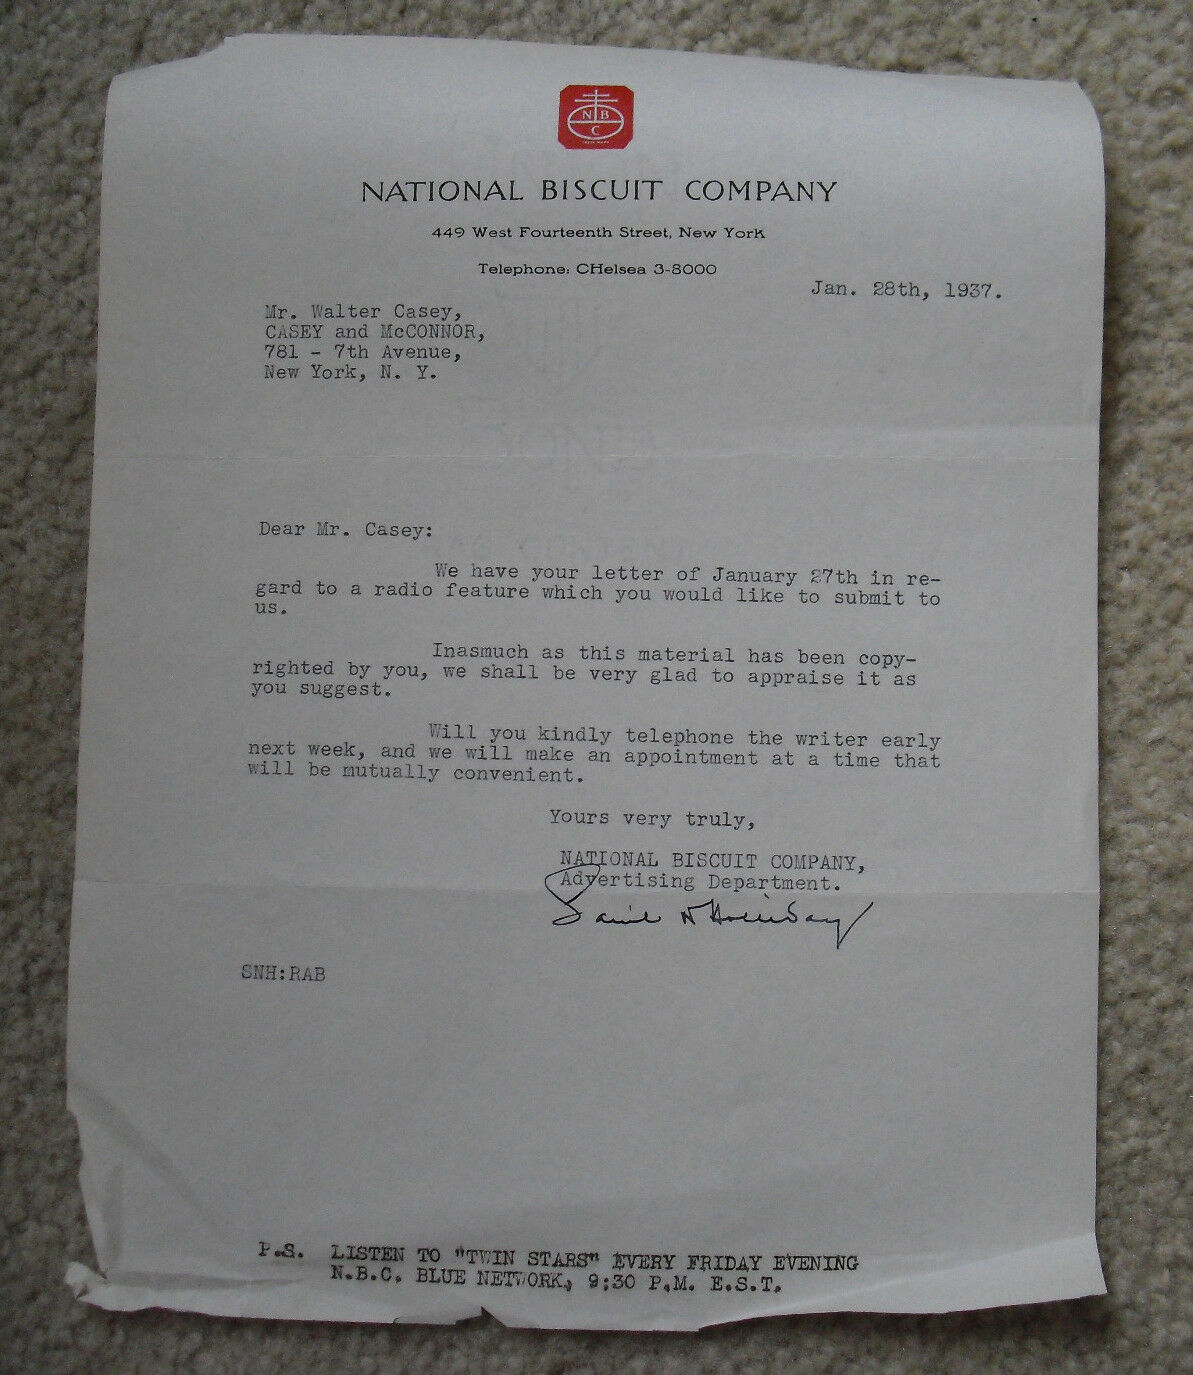 N B
C
NATIONAL BISCUIT COMPANY
449 West Fourteenth Street, New York
Telephone: CHelsea 3-8000
Jan. 28th, 1937.
Mr. Walter Casey,
CASEY and McCONNOR,
781 - 7th Avenue,
New York, N. Y.
Dear Mr. Casey:
We have your letter of January 27th in re-
gard to a radio feature which you would like to submit to
us.
Inasmuch as this material has been copy-
righted by you, we shall be very glad to appraise it as
you suggest.
Will you kindly telephone the writer early
next week, and we will make an appointment at a time that
will be mutually convenient.
Yours very truly,
NATIONAL BISCUIT COMPANY,
Advertising Department.
SNH:RAB
P.S. LISTEN TO "TWIN STARS" EVERY FRIDAY EVENING
N.B.C. BLUE NETWORK, 9:30 P.M. E.S.T.